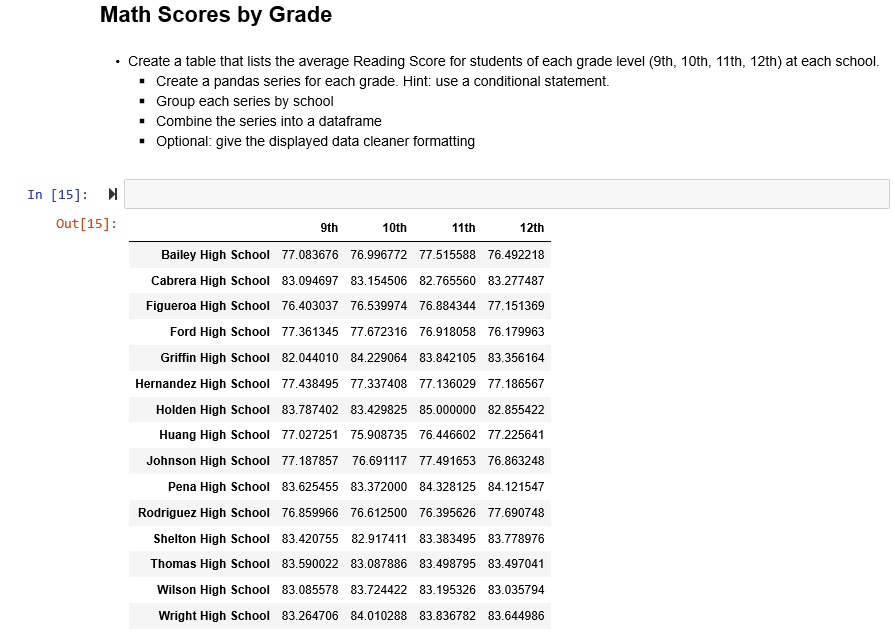 Math Scores by Grade
• Create a table that lists the average Reading Score for students of each grade level (9th, 10th, 11th, 12th) at each school.
▪ Create a pandas series for each grade. Hint: use a conditional statement.
▪ Group each series by school
▪ Combine the series into a dataframe
▪ Optional: give the displayed data cleaner formatting
In [15]:
Out[15]:
9th 10th 11th 12th
Bailey High School 77.083676 76.996772 77.515588 76.492218
Cabrera High School 83.094697 83.154506 82.765560 83.277487
Figueroa High School 76.403037 76.539974 76.884344 77.151369
Ford High School 77.361345 77.672316 76.918058 76.179963
Griffin High School 82.044010 84.229064 83.842105 83.356164
Hernandez High School 77.438495 77.337408 77.136029 77.186567
Holden High School 83.787402 83.429825 85.000000 82.855422
Huang High School 77.027251 75.908735 76.446602 77.225641
Johnson High School 77.187857 76.691117 77.491653 76.863248
Pena High School 83.625455 83.372000 84.328125 84.121547
Rodriguez High School 76.859966 76.612500 76.395626 77.690748
Shelton High School 83.420755 82.917411 83.383495 83.778976
Thomas High School 83.590022 83.087886 83.498795 83.497041
Wilson High School 83.085578 83.724422 83.195326 83.035794
Wright High School 83.264706 84.010288 83.836782 83.644986